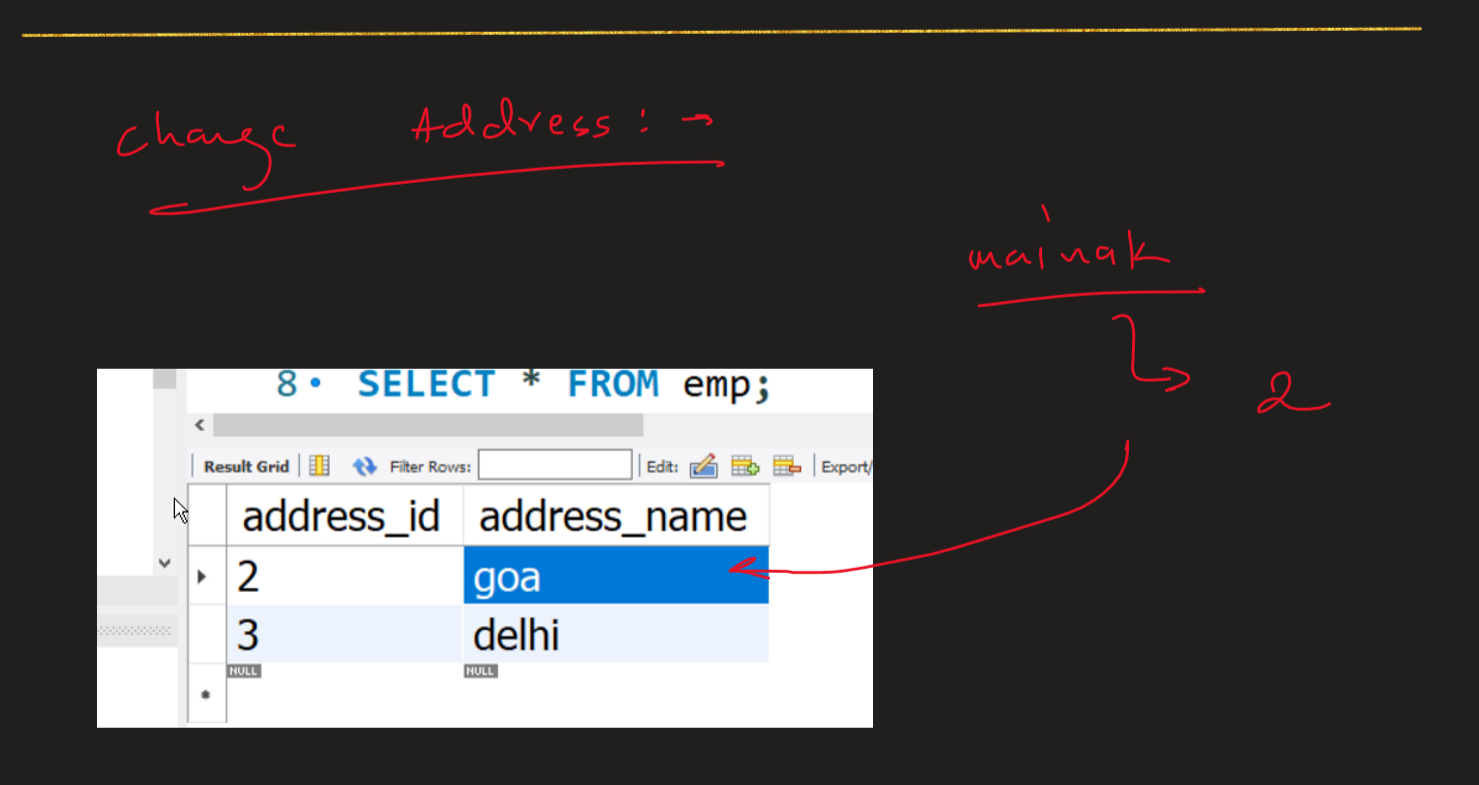 change Address : →
mainak
2
8 • SELECT * FROM emp;
Result Grid Filter Rows: Edit: Export/
address_id address_name
2 goa
3 delhi
NULL NULL